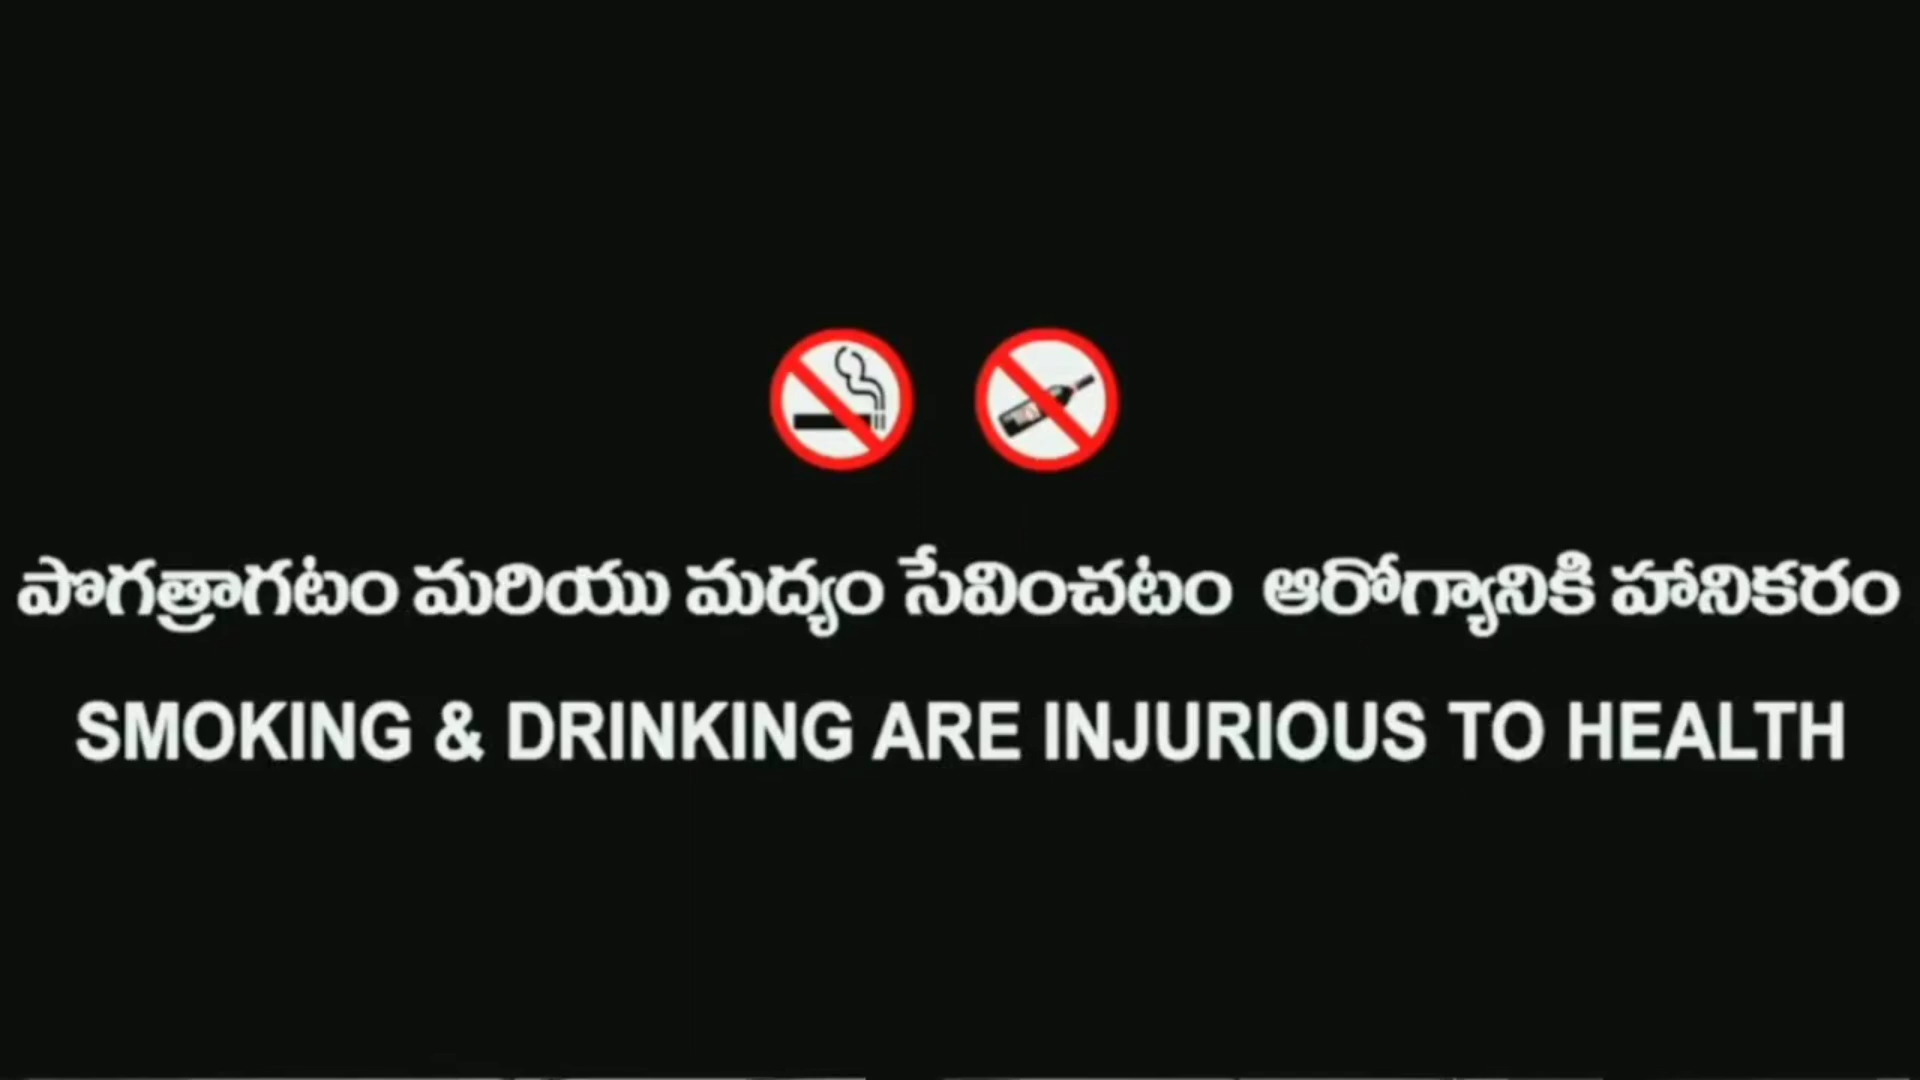 పొగత్రాగటం మరియు మద్యం సేవించటం ఆరోగ్యానికి హానికరం
SMOKING & DRINKING ARE INJURIOUS TO HEALTH